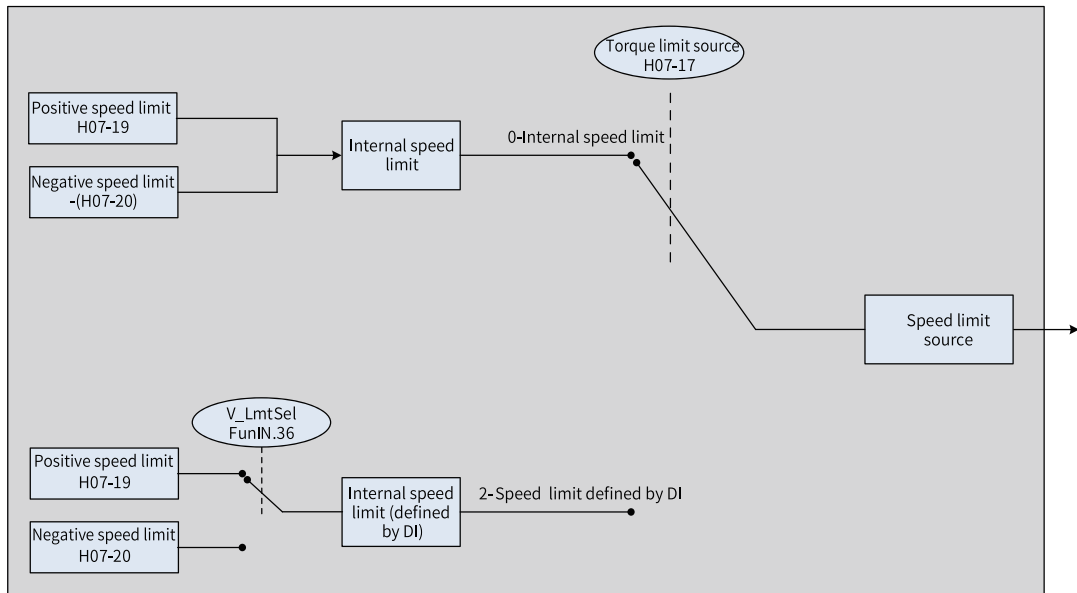 Torque limit source
H07-17
Positive speed limit
H07-19
Internal speed
limit
0-Internal speed limit
Negative speed limit
-(H07-20)
Speed limit
source
V_LmtSel
FunIN.36
Positive speed limit
H07-19
Internal speed
limit (defined
by DI)
2-Speed limit defined by DI
Negative speed limit
H07-20